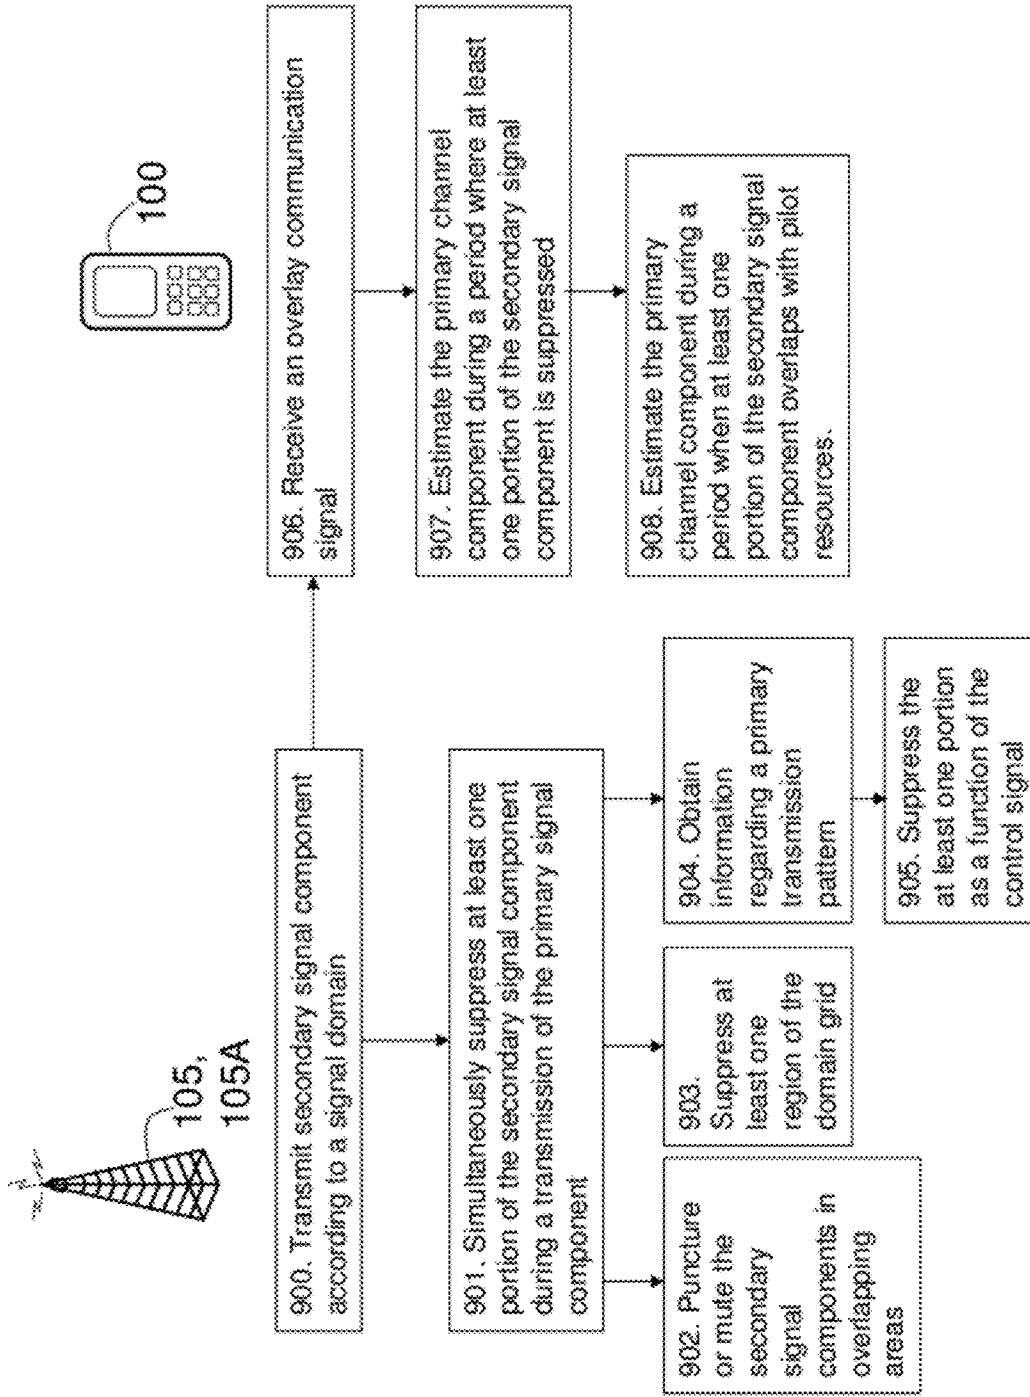 105,
105A
100
900. Transmit secondary signal component
according to a signal domain
901. Simultaneously suppress at least one
portion of the secondary signal component
during a transmission of the primary signal
component
902. Puncture
or mute the
secondary
signal
components in
overlapping
areas
903.
Suppress at
least one
region of the
domain grid
904. Obtain
information
regarding a primary
transmission
pattern
905. Suppress the
at least one portion
as a function of the
control signal
906. Receive an overlay communication
signal
907. Estimate the primary channel
component during a period where at least
one portion of the secondary signal
component is suppressed
908. Estimate the primary
channel component during a
period when at least one
portion of the secondary signal
component overlaps with pilot
resources.